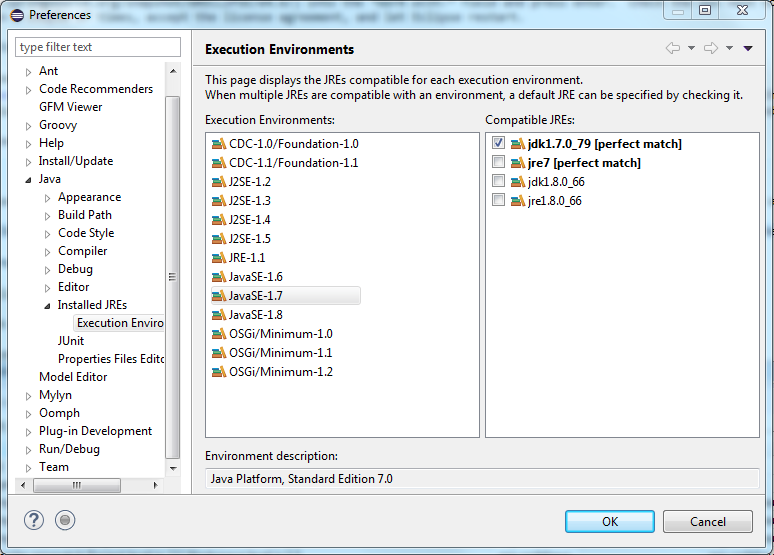 Preferences
type filter text
Ant
Code Recommenders
GFM Viewer
Groovy
Help
Install/Update
Java
Appearance
Build Path
Code Style
Compiler
Debug
Editor
Installed JREs
Execution Enviro
JUnit
Properties Files Edito
Model Editor
Mylyn
Oomph
Plug-in Development
Run/Debug
Team
Execution Environments
This page displays the JREs compatible for each execution environment.
When multiple JREs are compatible with an environment, a default JRE can be specified by checking it.
Execution Environments:
CDC-1.0/Foundation-1.0
CDC-1.1/Foundation-1.1
J2SE-1.2
J2SE-1.3
J2SE-1.4
J2SE-1.5
JRE-1.1
JavaSE-1.6
JavaSE-1.7
JavaSE-1.8
OSGi/Minimum-1.0
OSGi/Minimum-1.1
OSGi/Minimum-1.2
Compatible JREs:
jdk1.7.0_79 [perfect match]
jre7 [perfect match]
jdk1.8.0_66
jre1.8.0_66
Environment description:
Java Platform, Standard Edition 7.0
OK
Cancel